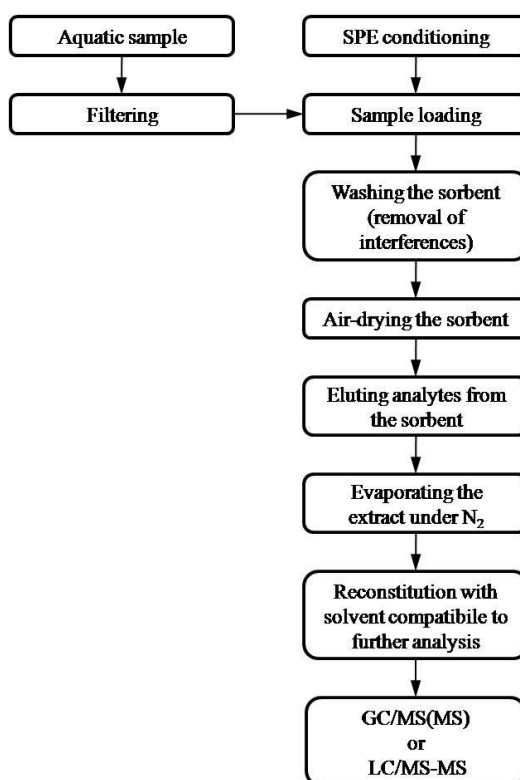 Aquatic sample
SPE conditioning
Filtering
Sample loading
Washing the sorbent
(removal of
interferences)
Air-drying the sorbent
Eluting analytes from
the sorbent
Evaporating the
extract under N₂
Reconstitution with
solvent compatibile to
further analysis
GC/MS(MS)
or
LC/MS-MS